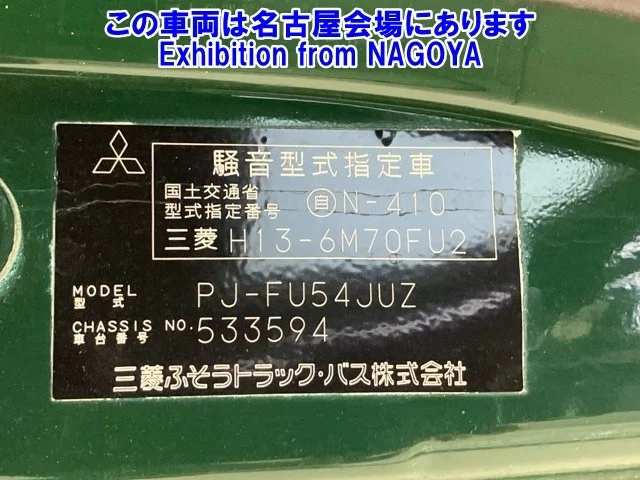 この車両は名古屋会場にあります
Exhibition from NAGOYA
騒音型式指定車
国土交通省
型式指定番号 自N-410
三菱 H13-6M70FU2
MODEL
型式 PJ-FU54JUZ
CHASSIS NO.
車台番号 533594
三菱ふそうトラック・バス株式会社